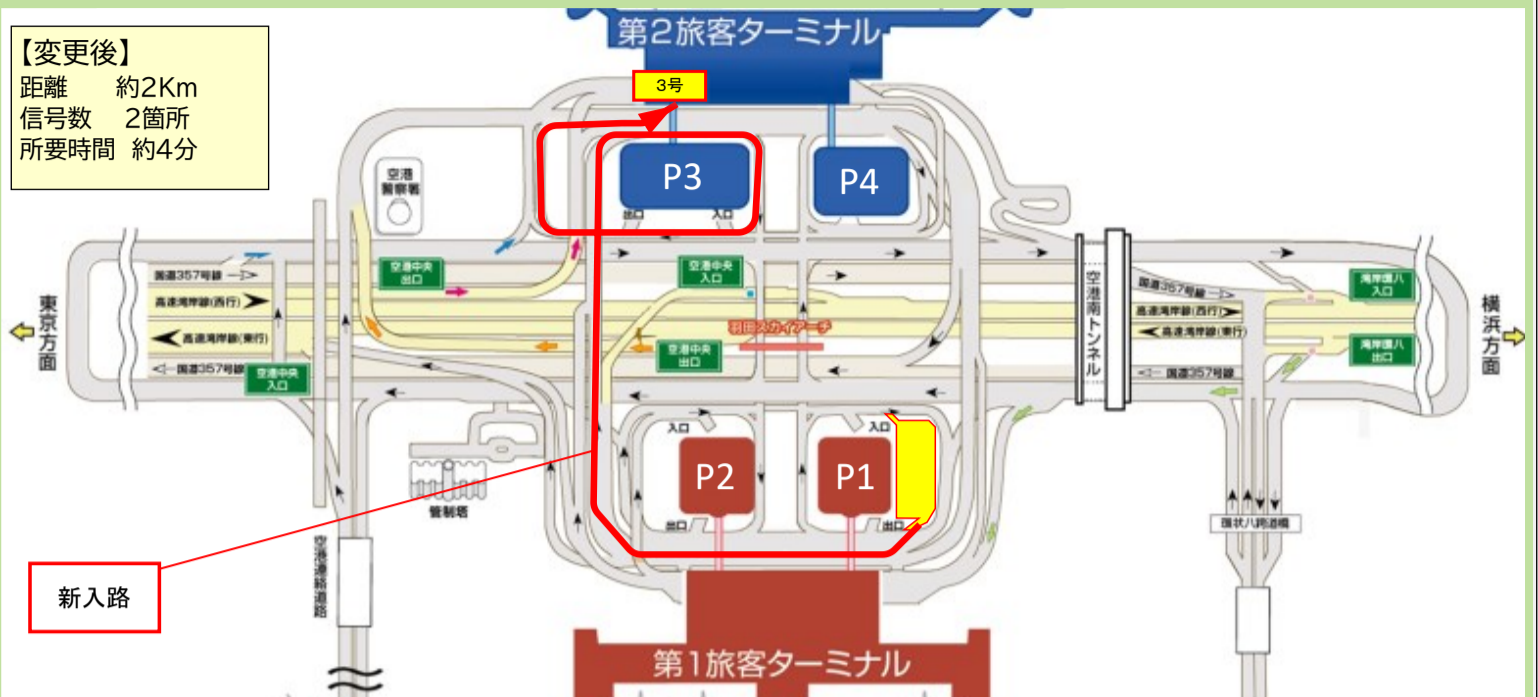 第2旅客ターミナル
【変更後】
距離　約2Km
信号数　2箇所
所要時間　約4分
3号
P3
P4
空港
警察署
出口
入口
国道357号線
空港中央
出口
空港中央
入口
高速湾岸線(西行)
東京方面
羽田スカイアーチ
高速湾岸線(東行)
空港中央
出口
国道357号線
空港中央
入口
空港南トンネル
国道357号線
高速湾岸線(西行)
高速湾岸線(東行)
国道357号線
湾岸環八
入口
湾岸環八
出口
横浜方面
入口
入口
P2
P1
出口
出口
管制塔
空港連絡道路
環状八号道橋
新入路
第1旅客ターミナル